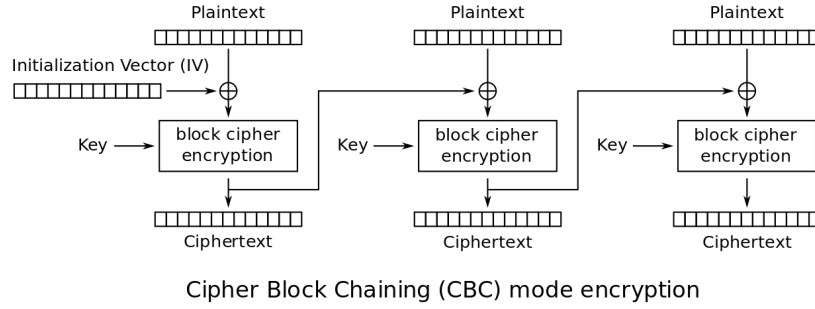 Plaintext
Plaintext
Plaintext
Initialization Vector (IV)
Key
block cipher
encryption
Key
block cipher
encryption
Key
block cipher
encryption
Ciphertext
Ciphertext
Ciphertext
Cipher Block Chaining (CBC) mode encryption